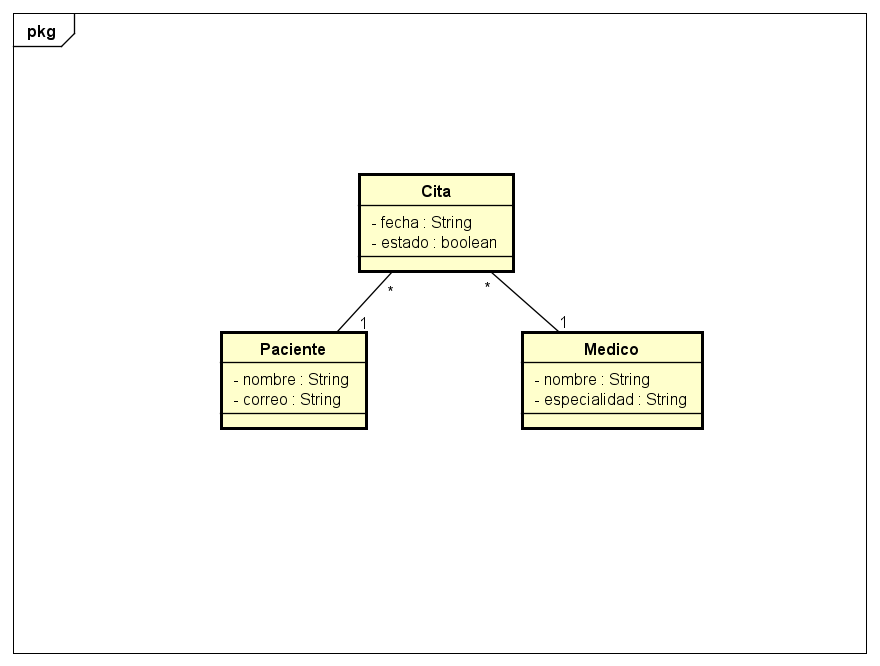 pkg
Cita
- fecha : String
- estado : boolean
*
*
1
1
Paciente
- nombre : String
- correo : String
Medico
- nombre : String
- especialidad : String